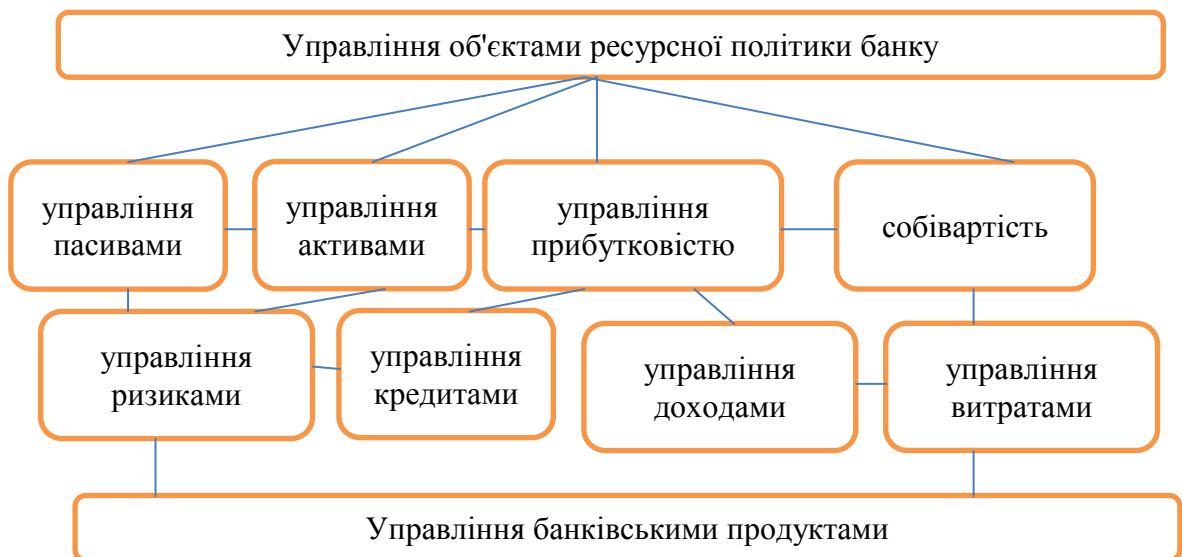 Управління об'єктами ресурсної політики банку
управління
пасивами
управління
активами
управління
прибутковістю
собівартість
управління
ризиками
управління
кредитами
управління
доходами
управління
витратами
Управління банківськими продуктами